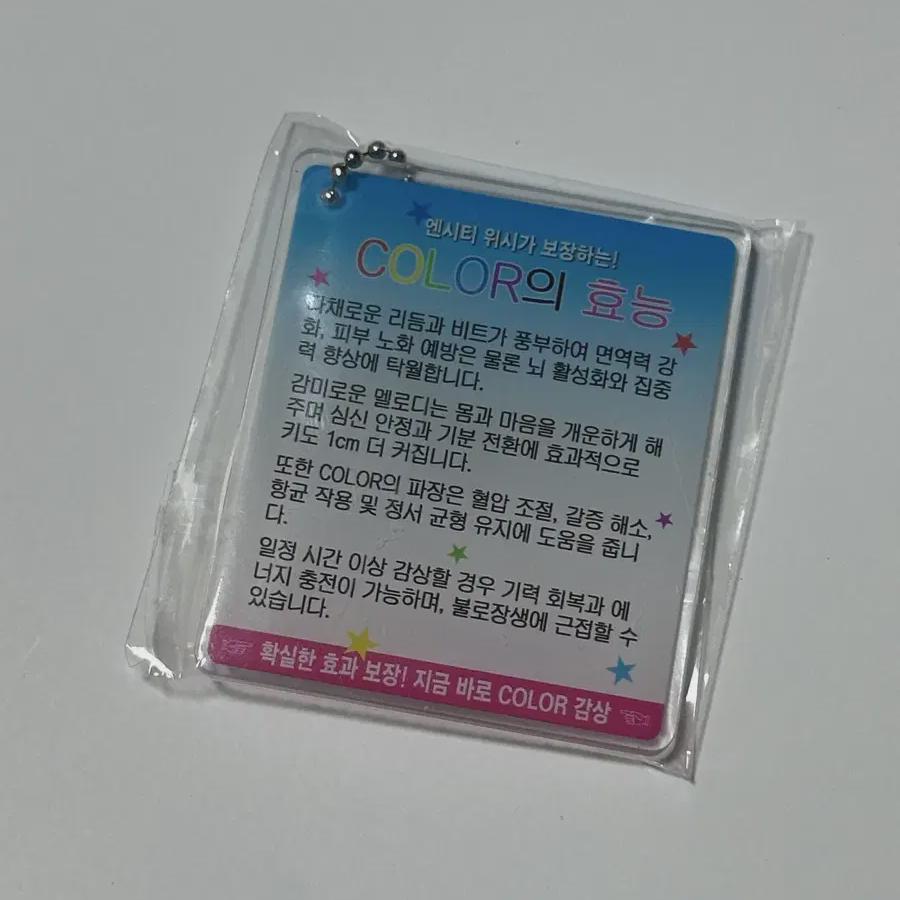 엔시티 위시가 보장하는!
COLOR의 효능
다채로운 리듬과 비트가 풍부하여 면역력 강
화, 피부 노화 예방은 물론 뇌 활성화와 집중
력 향상에 탁월합니다.
감미로운 멜로디는 몸과 마음을 개운하게 해
주며 심신 안정과 기분 전환에 효과적으로
키도 1cm 더 커집니다.
또한 COLOR의 파장은 혈압 조절, 갈증 해소,
항균 작용 및 정서 균형 유지에 도움을 줍니
다.
일정 시간 이상 감상할 경우 기력 회복과 에
너지 충전이 가능하며, 불로장생에 근접할 수
있습니다.
확실한 효과 보장! 지금 바로 COLOR 감상